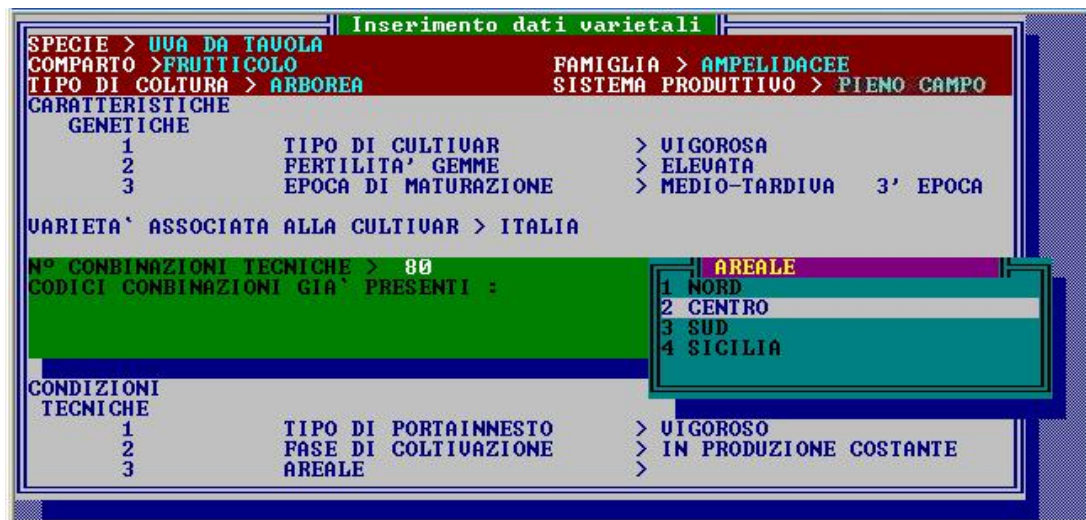 Inserimento dati varietali
SPECIE > UVA DA TAVOLA
COMPARTO >FRUTTICOLO FAMIGLIA > AMPELIDACEE
TIPO DI COLTURA > ARBOREA SISTEMA PRODUTTIVO > PIENO CAMPO
CARATTERISTICHE
GENETICHE
1 TIPO DI CULTIVAR > VIGOROSA
2 FERTILITA' GEMME > ELEVATA
3 EPOCA DI MATURAZIONE > MEDIO-TARDIVA 3' EPOCA
VARIETA` ASSOCIATA ALLA CULTIVAR > ITALIA
N° CONBINAZIONI TECNICHE > 80
CODICI CONBINAZIONI GIA` PRESENTI :
AREALE
1 NORD
2 CENTRO
3 SUD
4 SICILIA
CONDIZIONI
TECNICHE
1 TIPO DI PORTAINNESTO > VIGOROSO
2 FASE DI COLTIVAZIONE > IN PRODUZIONE COSTANTE
3 AREALE >